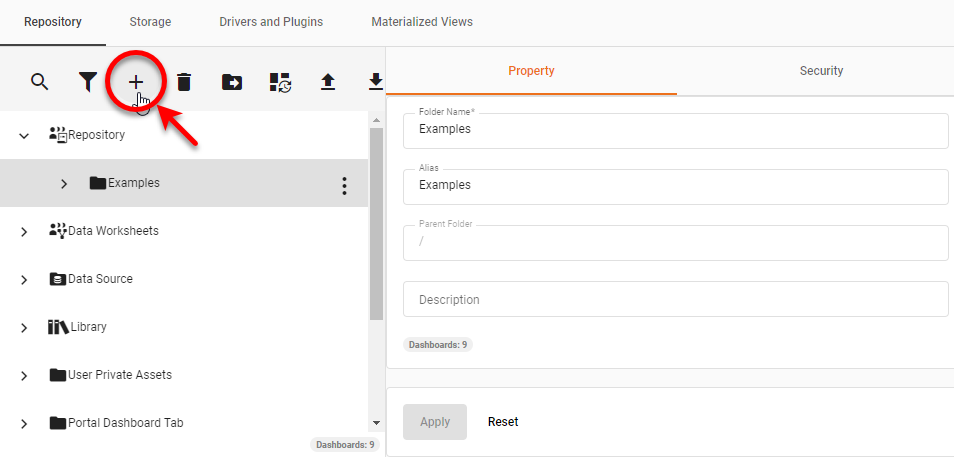 Repository Storage Drivers and Plugins Materialized Views
Property Security
Repository
Examples
Data Worksheets
Data Source
Library
User Private Assets
Portal Dashboard Tab
Dashboards: 9
Folder Name*
Examples
Alias
Examples
Parent Folder
/
Description
Dashboards: 9
Apply Reset